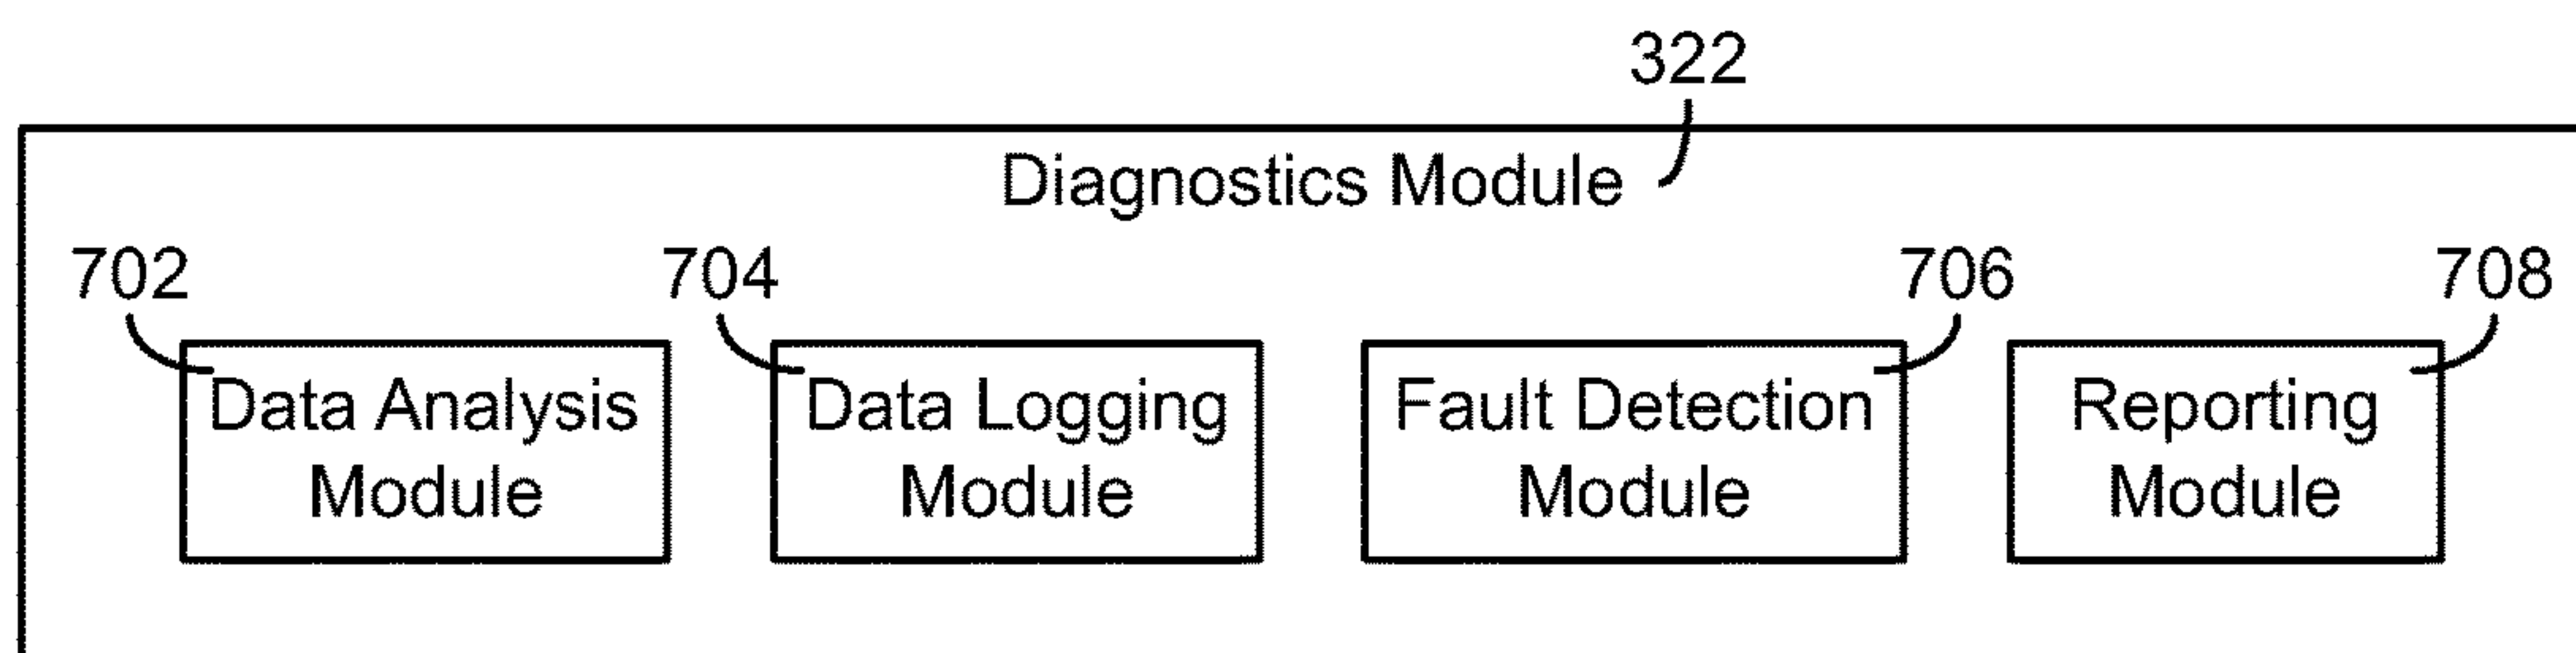 322
Diagnostics Module
702
704
706
708
Data Analysis
Module
Data Logging
Module
Fault Detection
Module
Reporting
Module